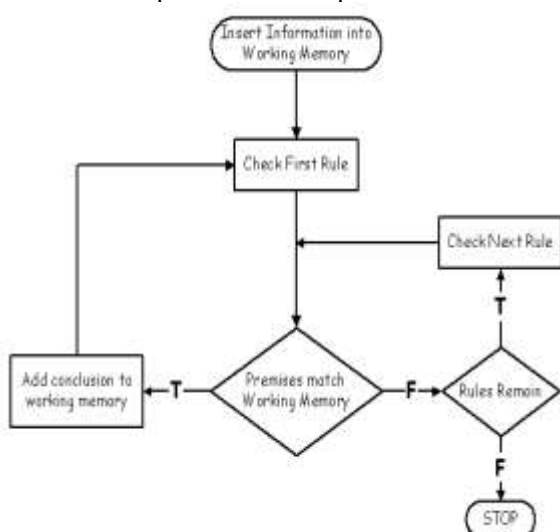 Insert Information into
Working Memory
Check First Rule
Check Next Rule
T
Add conclusion to
working memory
T
Premises match
Working Memory
F
Rules Remain
F
STOP